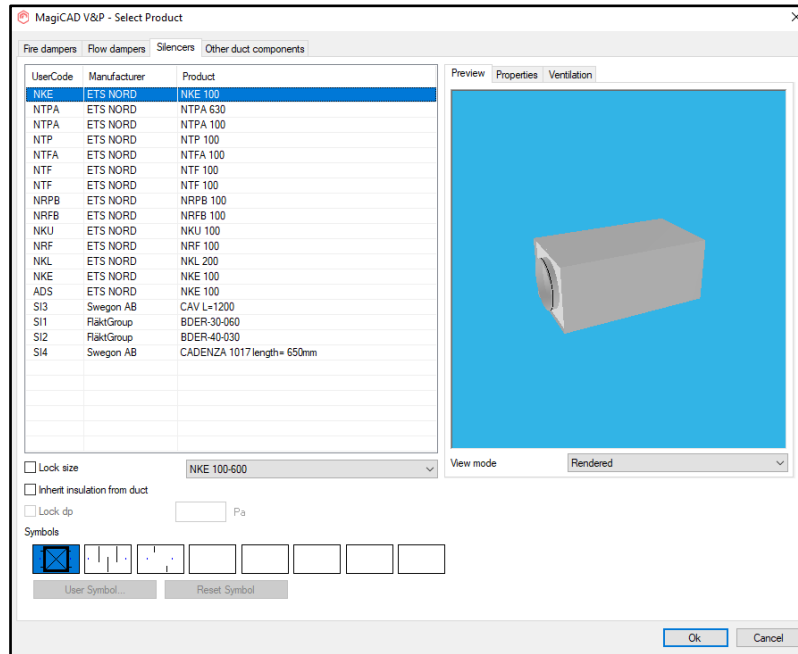 MagiCAD V&P - Select Product
Fire dampers Flow dampers Silencers Other duct components
UserCode Manufacturer Product
NKE ETS NORD NKE 100
NTPA ETS NORD NTPA 630
NTPA ETS NORD NTPA 100
NTP ETS NORD NTP 100
NTFA ETS NORD NTFA 100
NTF ETS NORD NTF 100
NTF ETS NORD NTF 100
NRPB ETS NORD NRPB 100
NRFB ETS NORD NRFB 100
NKU ETS NORD NKU 100
NRF ETS NORD NRF 100
NKL ETS NORD NKL 200
NKE ETS NORD NKE 100
ADS ETS NORD NKE 100
SI3 Swegon AB CAV L=1200
SI1 FläktGroup BDER-30-060
SI2 FläktGroup BDER-40-030
SI4 Swegon AB CADENZA 1017 length= 650mm
Preview Properties Ventilation
Lock size NKE 100-600
View mode Rendered
Inherit insulation from duct
Lock dp Pa
Symbols
User Symbol... Reset Symbol
Ok Cancel